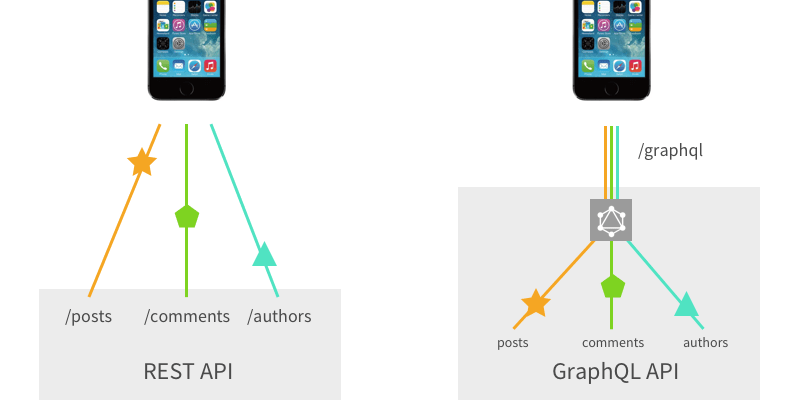 /graphql
/posts
/comments
/authors
REST API
posts
comments
authors
GraphQL API